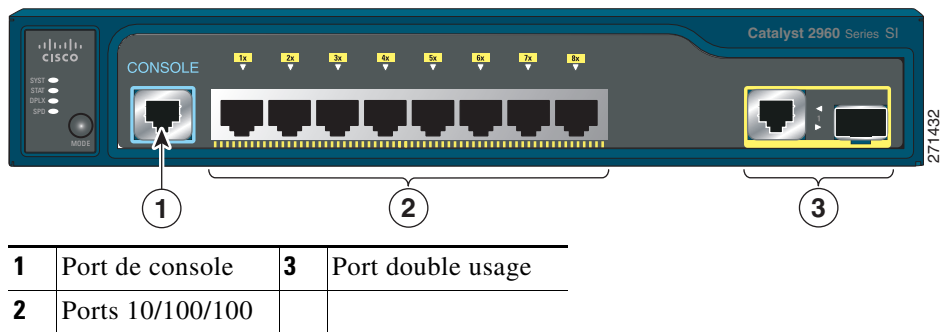 CISCO
SYST
STAT
DPLX
SPD
MODE
CONSOLE
1x 2x 3x 4x 5x 6x 7x 8x
Catalyst 2960 Series SI
1
271432
1 2 3
1 Port de console 3 Port double usage
2 Ports 10/100/100